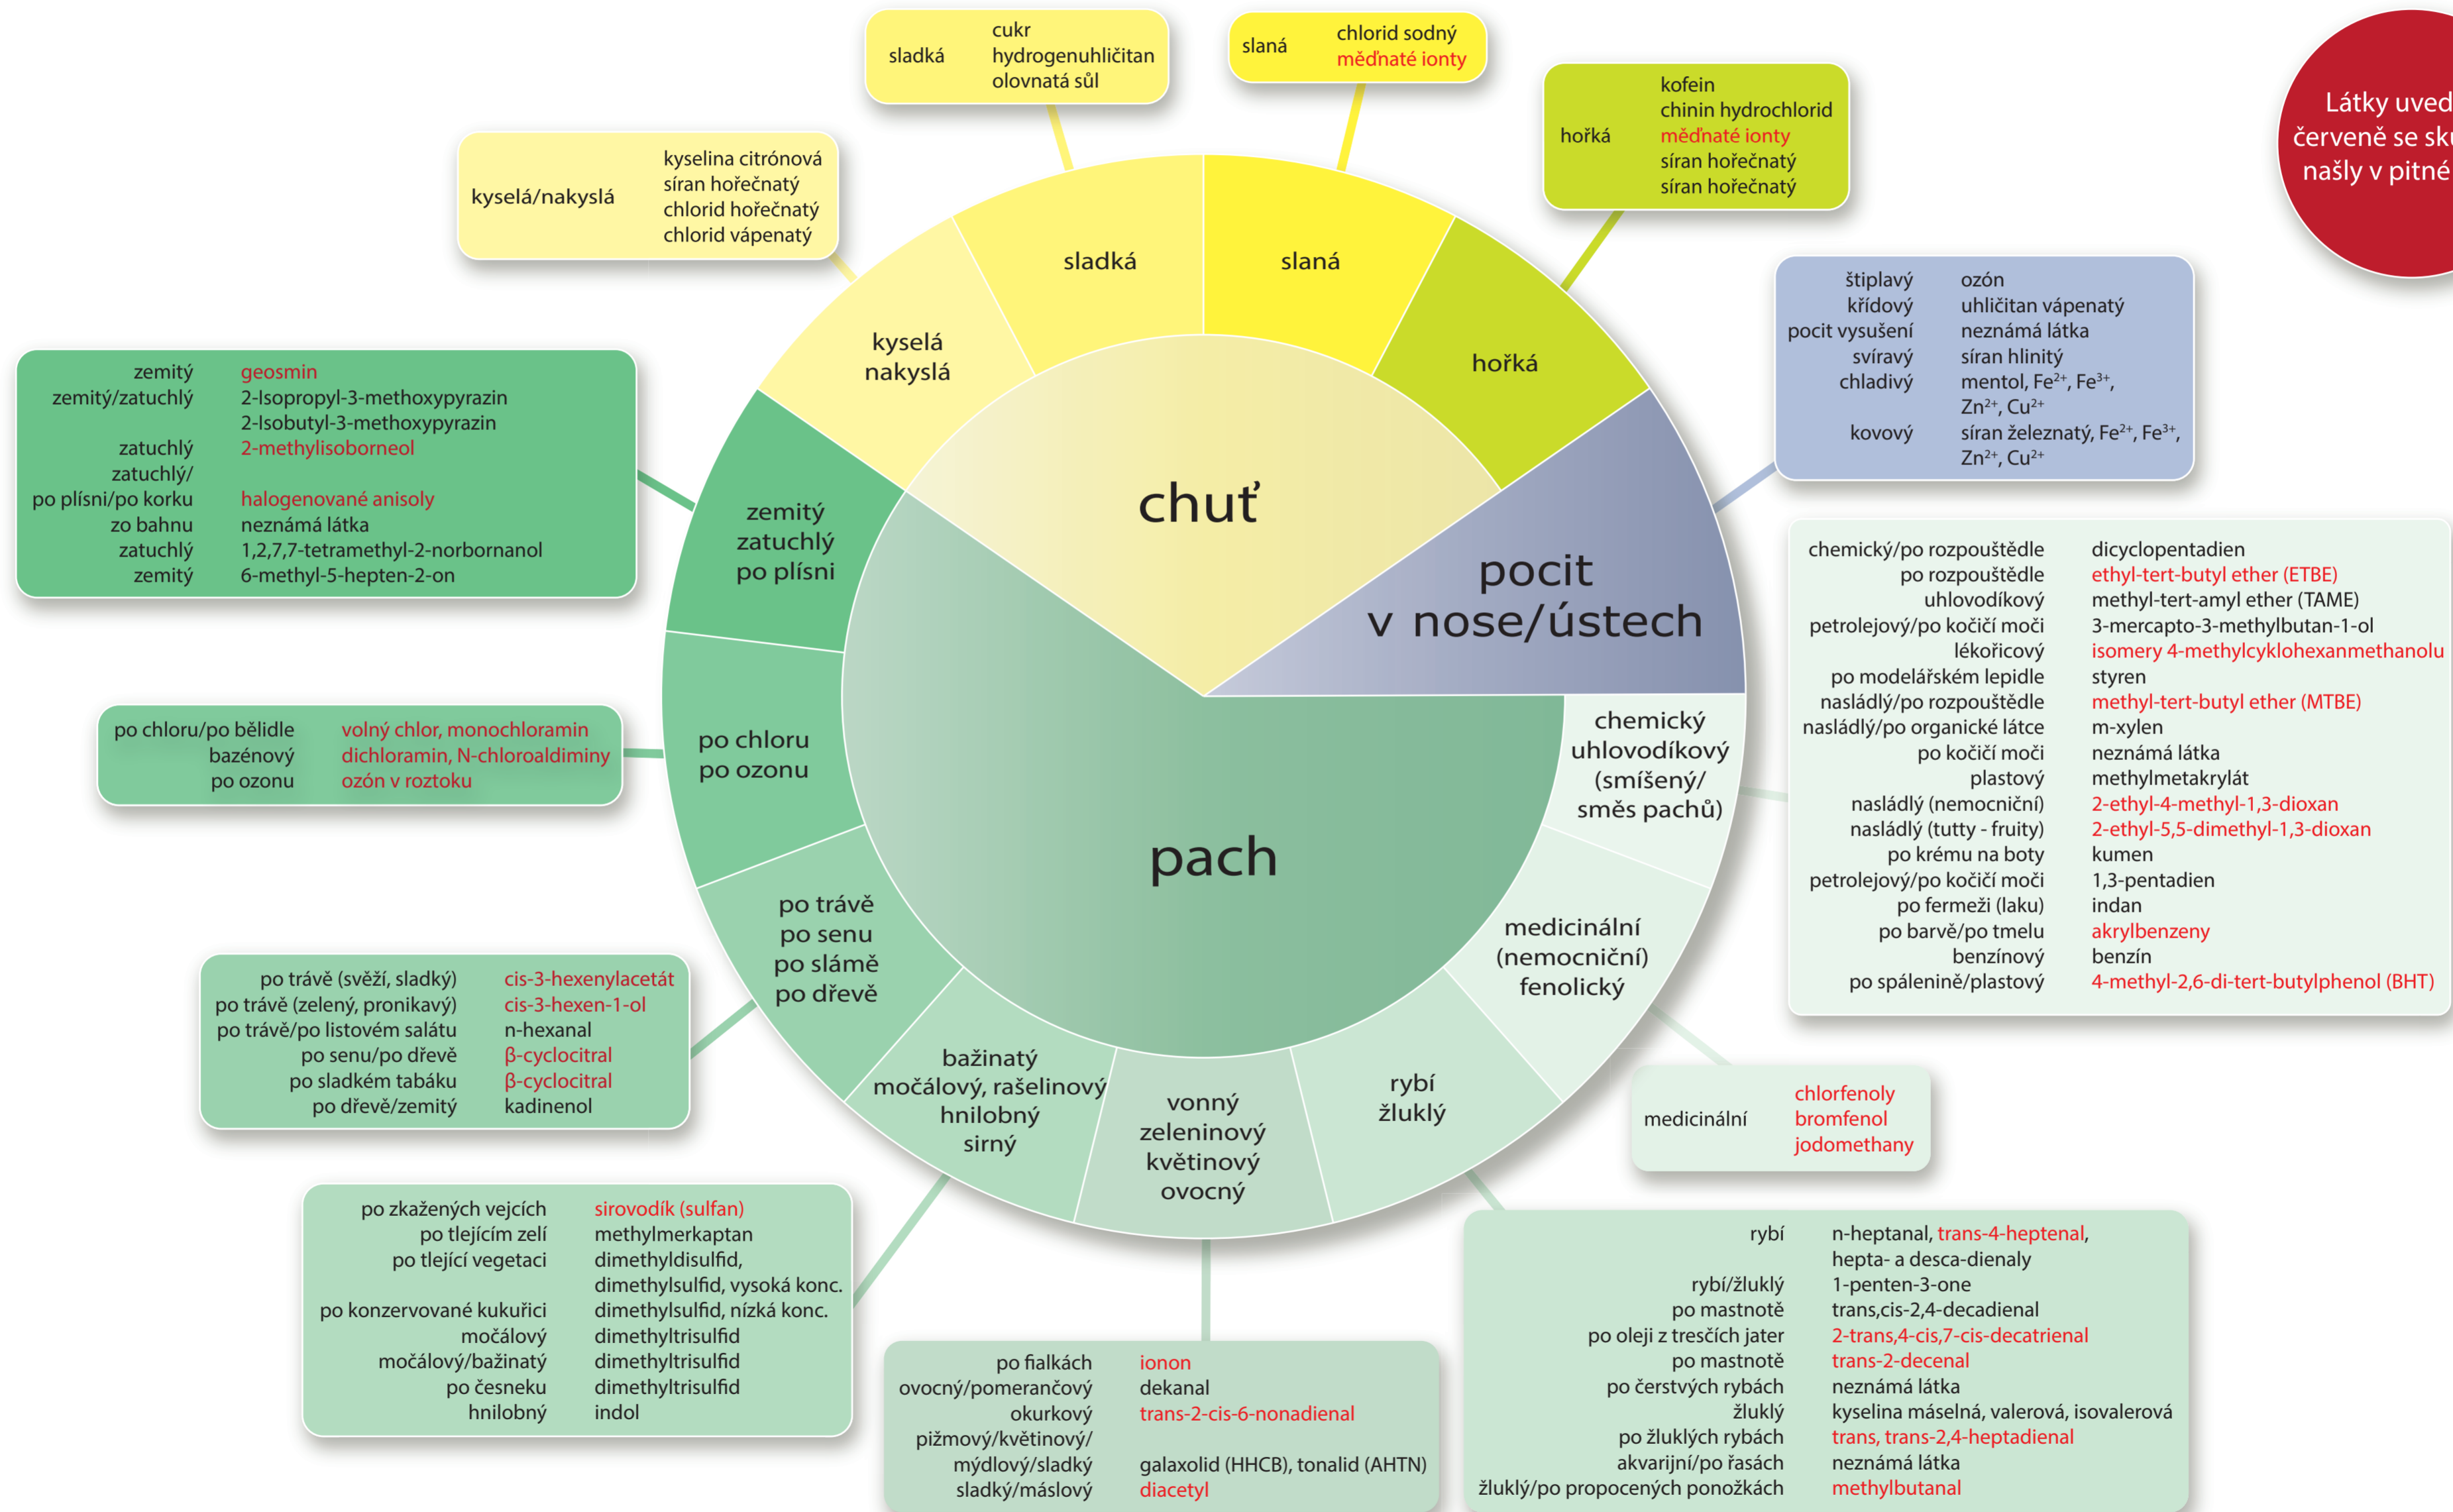 sladká
cukr
hydrogenuhličitan
olovnatá sůl
slaná
chlorid sodný
měďnaté ionty
hořká
kofein
chinin hydrochlorid
měďnaté ionty
síran hořečnatý
síran hořečnatý
Látky uved
červeně se sk
našly v pitné
kyselá/nakyslá
kyselina citrónová
síran hořečnatý
chlorid hořečnatý
chlorid vápenatý
štiplavý ozón
křídový uhličitan vápenatý
pocit vysušení neznámá látka
svíravý síran hlinitý
chladivý mentol, Fe²⁺, Fe³⁺,
Zn²⁺, Cu²⁺
kovový síran železnatý, Fe²⁺, Fe³⁺,
Zn²⁺, Cu²⁺
zemitý geosmin
zemitý/zatuchlý 2-Isopropyl-3-methoxypyrazin
2-Isobutyl-3-methoxypyrazin
zatuchlý 2-methylisoborneol
zatuchlý/
po plísni/po korku halogenované anisoly
zo bahnu neznámá látka
zatuchlý 1,2,7,7-tetramethyl-2-norbornanol
zemitý 6-methyl-5-hepten-2-on
chuť
kyselá
nakyslá
sladká
slaná
hořká
pocit
v nose/ústech
pach
zemitý
zatuchlý
po plísni
po chloru
po ozonu
po trávě
po senu
po slámě
po dřevě
bažinatý
močálový, rašelinový
hnilobný
sirný
vonný
zeleninový
květinový
ovocný
rybí
žluklý
medicinální
(nemocniční)
fenolický
chemický
uhlovodíkový
(smíšený/
směs pachů)
chemický/po rozpouštědle dicyclopentadien
po rozpouštědle ethyl-tert-butyl ether (ETBE)
uhlovodíkový methyl-tert-amyl ether (TAME)
petrolejový/po kočičí moči 3-mercapto-3-methylbutan-1-ol
lékořicový isomery 4-methylcyklohexanmethanolu
po modelářském lepidle styren
nasládlý/po rozpouštědle methyl-tert-butyl ether (MTBE)
nasládlý/po organické látce m-xylen
po kočičí moči neznámá látka
plastový methylmetakrylát
nasládlý (nemocniční) 2-ethyl-4-methyl-1,3-dioxan
nasládlý (tutty - fruity) 2-ethyl-5,5-dimethyl-1,3-dioxan
po krému na boty kumen
petrolejový/po kočičí moči 1,3-pentadien
po fermeži (laku) indan
po barvě/po tmelu akrylbenzeny
benzínový benzín
po spálenině/plastový 4-methyl-2,6-di-tert-butylphenol (BHT)
po chloru/po bělidle volný chlor, monochloramin
bazénový dichloramin, N-chloroaldiminy
po ozonu ozón v roztoku
po trávě (svěží, sladký) cis-3-hexenylacetát
po trávě (zelený, pronikavý) cis-3-hexen-1-ol
po trávě/po listovém salátu n-hexanal
po senu/po dřevě β-cyclocitral
po sladkém tabáku β-cyclocitral
po dřevě/zemitý kadinenol
medicinální
chlorfenoly
bromfenol
jodomethany
po zkažených vejcích sirovodík (sulfan)
po tlejícím zelí methylmerkaptan
po tlející vegetaci dimethyldisulfid,
dimethylsulfid, vysoká konc.
po konzervované kukuřici dimethylsulfid, nízká konc.
močálový dimethyltrisulfid
močálový/bažinatý dimethyltrisulfid
po česneku dimethyltrisulfid
hnilobný indol
po fialkách ionon
ovocný/pomerančový dekanal
okurkový trans-2-cis-6-nonadienal
pižmový/květinový/
mýdlový/sladký galaxolid (HHCB), tonalid (AHTN)
sladký/máslový diacetyl
rybí n-heptanal, trans-4-heptenal,
hepta- a desca-dienaly
rybí/žluklý 1-penten-3-one
po mastnotě trans,cis-2,4-decadienal
po oleji z tresčích jater 2-trans,4-cis,7-cis-decatrienal
po mastnotě trans-2-decenal
po čerstvých rybách neznámá látka
žluklý kyselina máselná, valerová, isovalerová
po žluklých rybách trans, trans-2,4-heptadienal
akvarijní/po řasách neznámá látka
žluklý/po propocených ponožkách methylbutanal